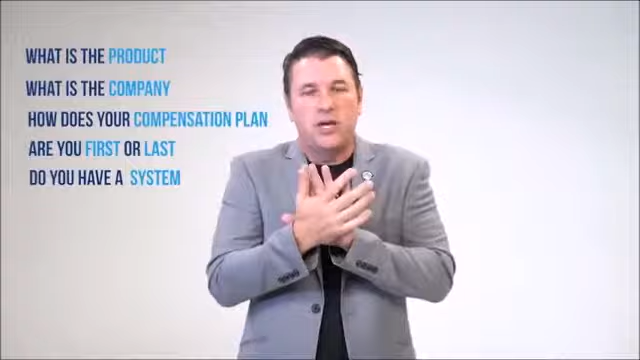 WHAT IS THE PRODUCT
WHAT IS THE COMPANY
HOW DOES YOUR COMPENSATION PLAN
ARE YOU FIRST OR LAST
DO YOU HAVE A SYSTEM